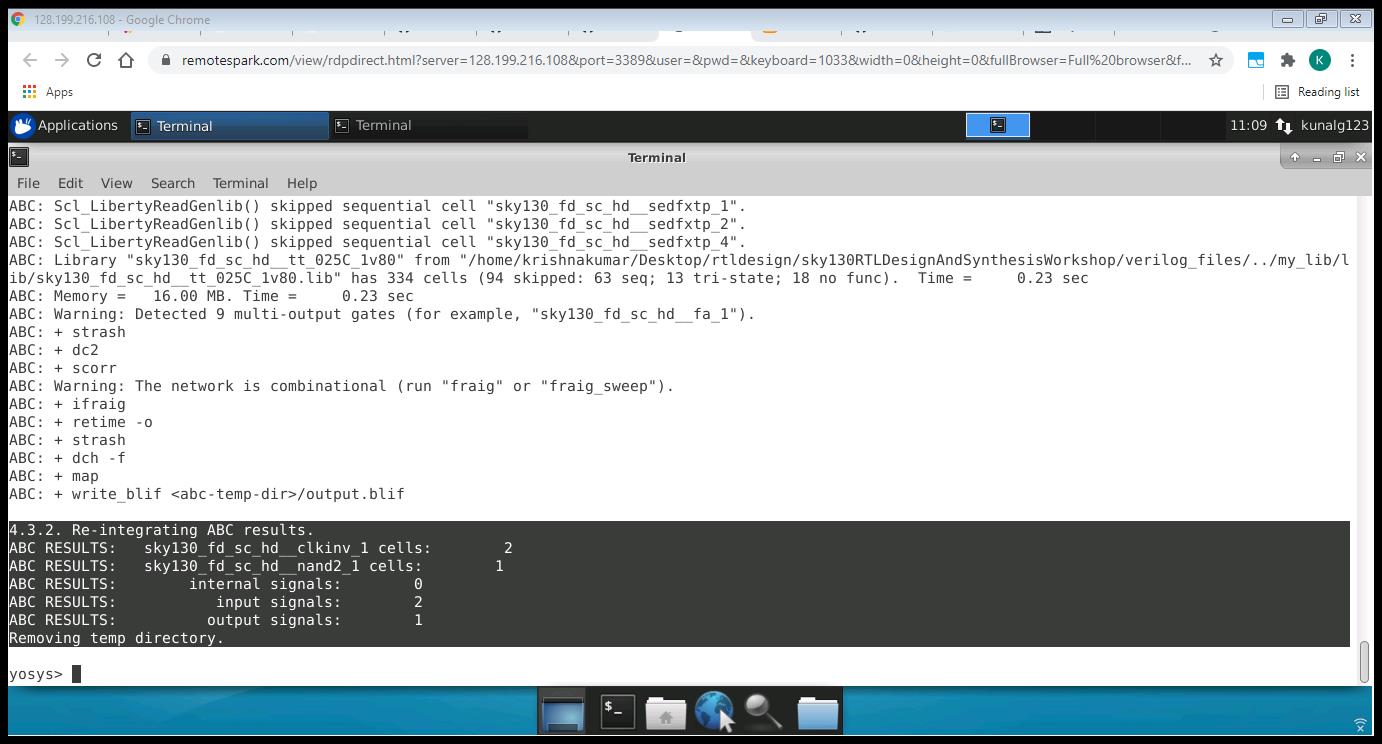 128.199.216.108 - Google Chrome
remotespark.com/view/rdpdirect.html?server=128.199.216.108&port=3389&user=&pwd=&keyboard=1033&width=0&height=0&fullBrowser=Full%20browser&f...
K
Apps
Reading list
Applications
Terminal
Terminal
11:09
kunalg123
Terminal
File Edit View Search Terminal Help
ABC: Scl_LibertyReadGenlib() skipped sequential cell "sky130_fd_sc_hd__sedfxtp_1".
ABC: Scl_LibertyReadGenlib() skipped sequential cell "sky130_fd_sc_hd__sedfxtp_2".
ABC: Scl_LibertyReadGenlib() skipped sequential cell "sky130_fd_sc_hd__sedfxtp_4".
ABC: Library "sky130_fd_sc_hd__tt_025C_1v80" from "/home/krishnakumar/Desktop/rtldesign/sky130RTLDesignAndSynthesisWorkshop/verilog_files/../my_lib/l
ib/sky130_fd_sc_hd__tt_025C_1v80.lib" has 334 cells (94 skipped: 63 seq; 13 tri-state; 18 no func). Time = 0.23 sec
ABC: Memory = 16.00 MB. Time = 0.23 sec
ABC: Warning: Detected 9 multi-output gates (for example, "sky130_fd_sc_hd__fa_1").
ABC: + strash
ABC: + dc2
ABC: + scorr
ABC: Warning: The network is combinational (run "fraig" or "fraig_sweep").
ABC: + ifraig
ABC: + retime -o
ABC: + strash
ABC: + dch -f
ABC: + map
ABC: + write_blif <abc-temp-dir>/output.blif
4.3.2. Re-integrating ABC results.
ABC RESULTS: sky130_fd_sc_hd__clkinv_1 cells: 2
ABC RESULTS: sky130_fd_sc_hd__nand2_1 cells: 1
ABC RESULTS: internal signals: 0
ABC RESULTS: input signals: 2
ABC RESULTS: output signals: 1
Removing temp directory.
yosys>